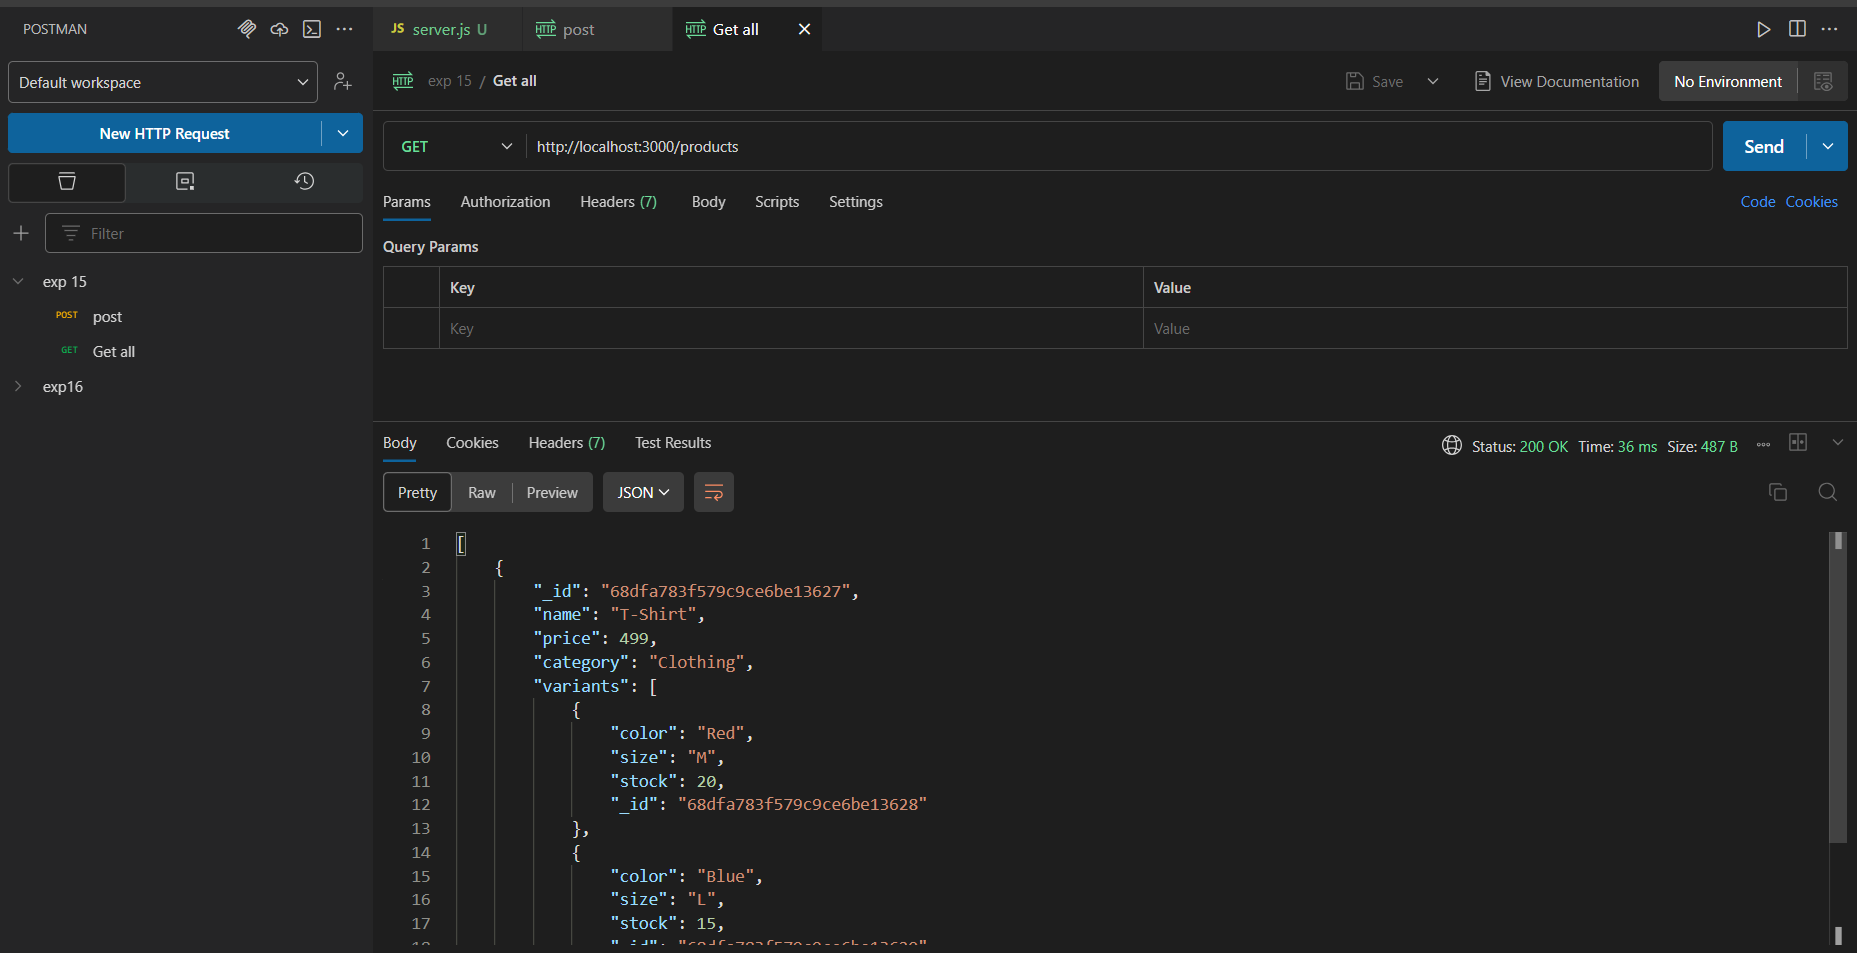 POSTMAN
JS server.js U
HTTP post
HTTP Get all
Default workspace
HTTP exp 15 / Get all
Save
View Documentation
No Environment
New HTTP Request
GET
http://localhost:3000/products
Send
Params Authorization Headers (7) Body Scripts Settings
Code Cookies
Filter
Query Params
Key Value
Key Value
exp 15
POST post
GET Get all
exp16
Body Cookies Headers (7) Test Results
Status: 200 OK Time: 36 ms Size: 487 B
Pretty Raw Preview JSON
1 [
2 {
3 "_id": "68dfa783f579c9ce6be13627",
4 "name": "T-Shirt",
5 "price": 499,
6 "category": "Clothing",
7 "variants": [
8 {
9 "color": "Red",
10 "size": "M",
11 "stock": 20,
12 "_id": "68dfa783f579c9ce6be13628"
13 },
14 {
15 "color": "Blue",
16 "size": "L",
17 "stock": 15,